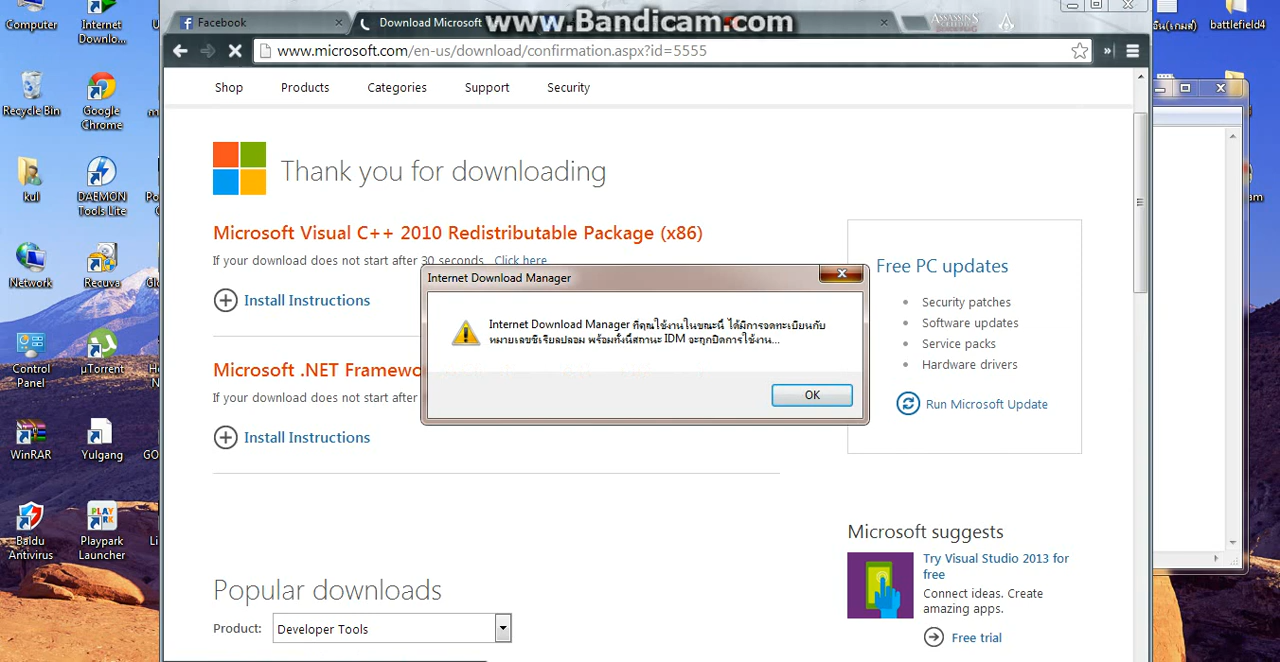 Computer
Internet
Downlo...
Recycle Bin
Google
Chrome
kull
DAEMON
Tools Lite
Network
Recuva
Control
Panel
µTorrent
WinRAR
Yulgang
Baidu
Antivirus
Playpark
Launcher
PLAY
Facebook
Download Microsoft
www.Bandicam.com
ASSASSIN'S
battlefield4
www.microsoft.com/en-us/download/confirmation.aspx?id=5555
Shop
Products
Categories
Support
Security
Thank you for downloading
Microsoft Visual C++ 2010 Redistributable Package (x86)
If your download does not start after 30 seconds Click here
Install Instructions
Microsoft .NET Framewo
If your download does not start after
Install Instructions
Internet Download Manager
Internet Download Manager ที่คุณใช้งานในขณะนี้ ได้มีการจดทะเบียนกับ
หมายเลขซีเรียลปลอม พร้อมทั้งนี้สถานะ IDM จะถูกปิดการใช้งาน...
OK
Free PC updates
Security patches
Software updates
Service packs
Hardware drivers
Run Microsoft Update
Microsoft suggests
Try Visual Studio 2013 for
free
Connect ideas. Create
amazing apps.
Free trial
Popular downloads
Product:
Developer Tools